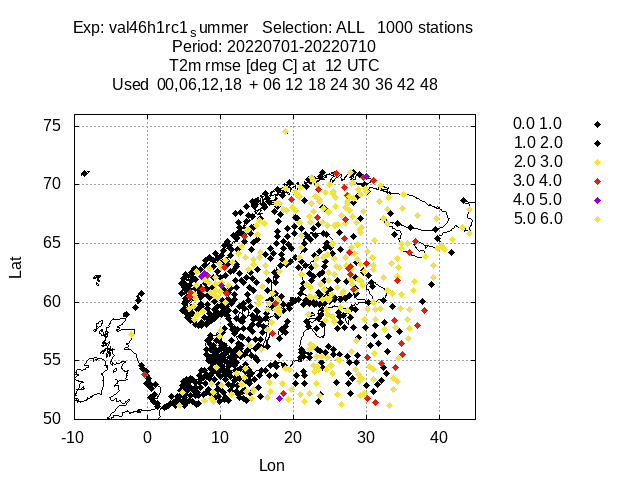 Exp: val46h1rc1summer   Selection: ALL   1000 stations
Period: 20220701-20220710
T2m rmse [deg C] at  12 UTC
Used  00,06,12,18  + 06 12 18 24 30 36 42 48
0.0 1.0
1.0 2.0
2.0 3.0
3.0 4.0
4.0 5.0
5.0 6.0
75
70
65
60
55
50
Lat
-10 0 10 20 30 40
Lon